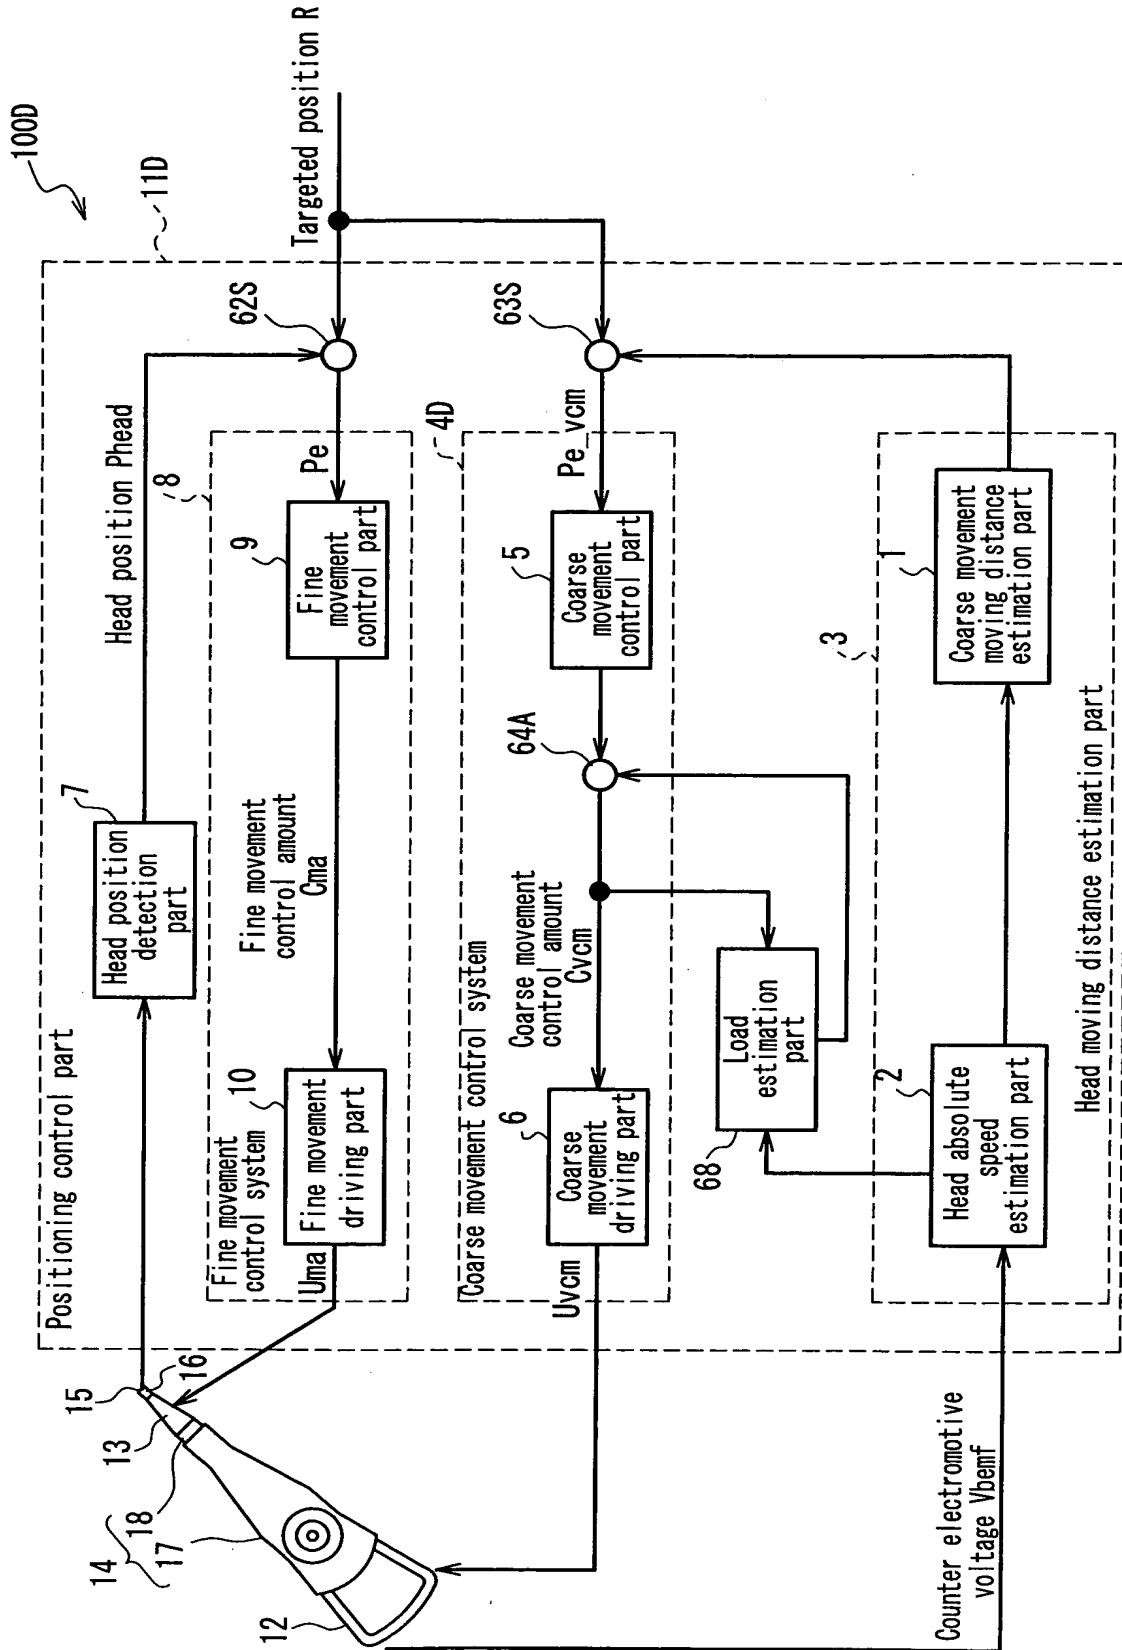 100D
11D
Targeted position R
62S
63S
Head position Phead
Positioning control part
7
Head position
detection
part
8
Pe
9
Fine
movement
control part
Fine movement
control amount
Cma
10
Fine movement
driving part
Fine movement
control system
Uma
4D
Pe_vcm
5
Coarse
movement
control part
64A
Coarse movement
control amount
Cvcm
6
Coarse
movement
driving part
Coarse movement control system
Uvcm
Load
estimation
part
68
3
1
Coarse movement
moving distance
estimation part
2
Head absolute
speed
estimation part
Head moving distance estimation part
15
16
13
18
17
14
12
Counter electromotive
voltage Vbemf